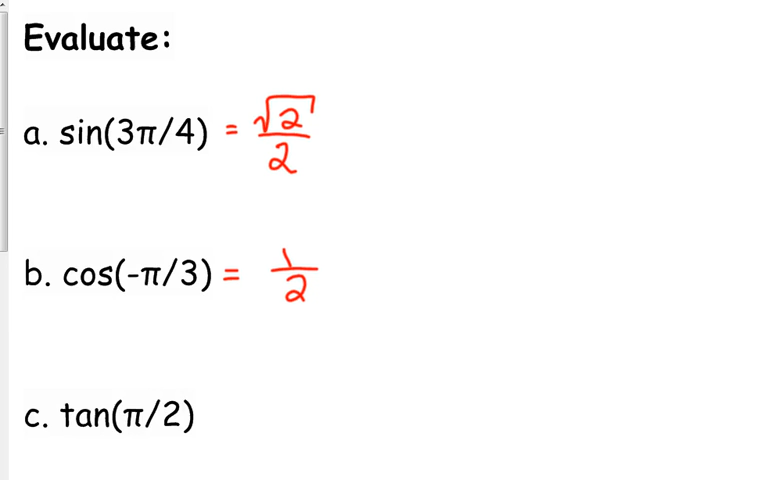 Evaluate:
a. sin(3π/4) = √2/2
b. cos(-π/3) = 1/2
c. tan(π/2)